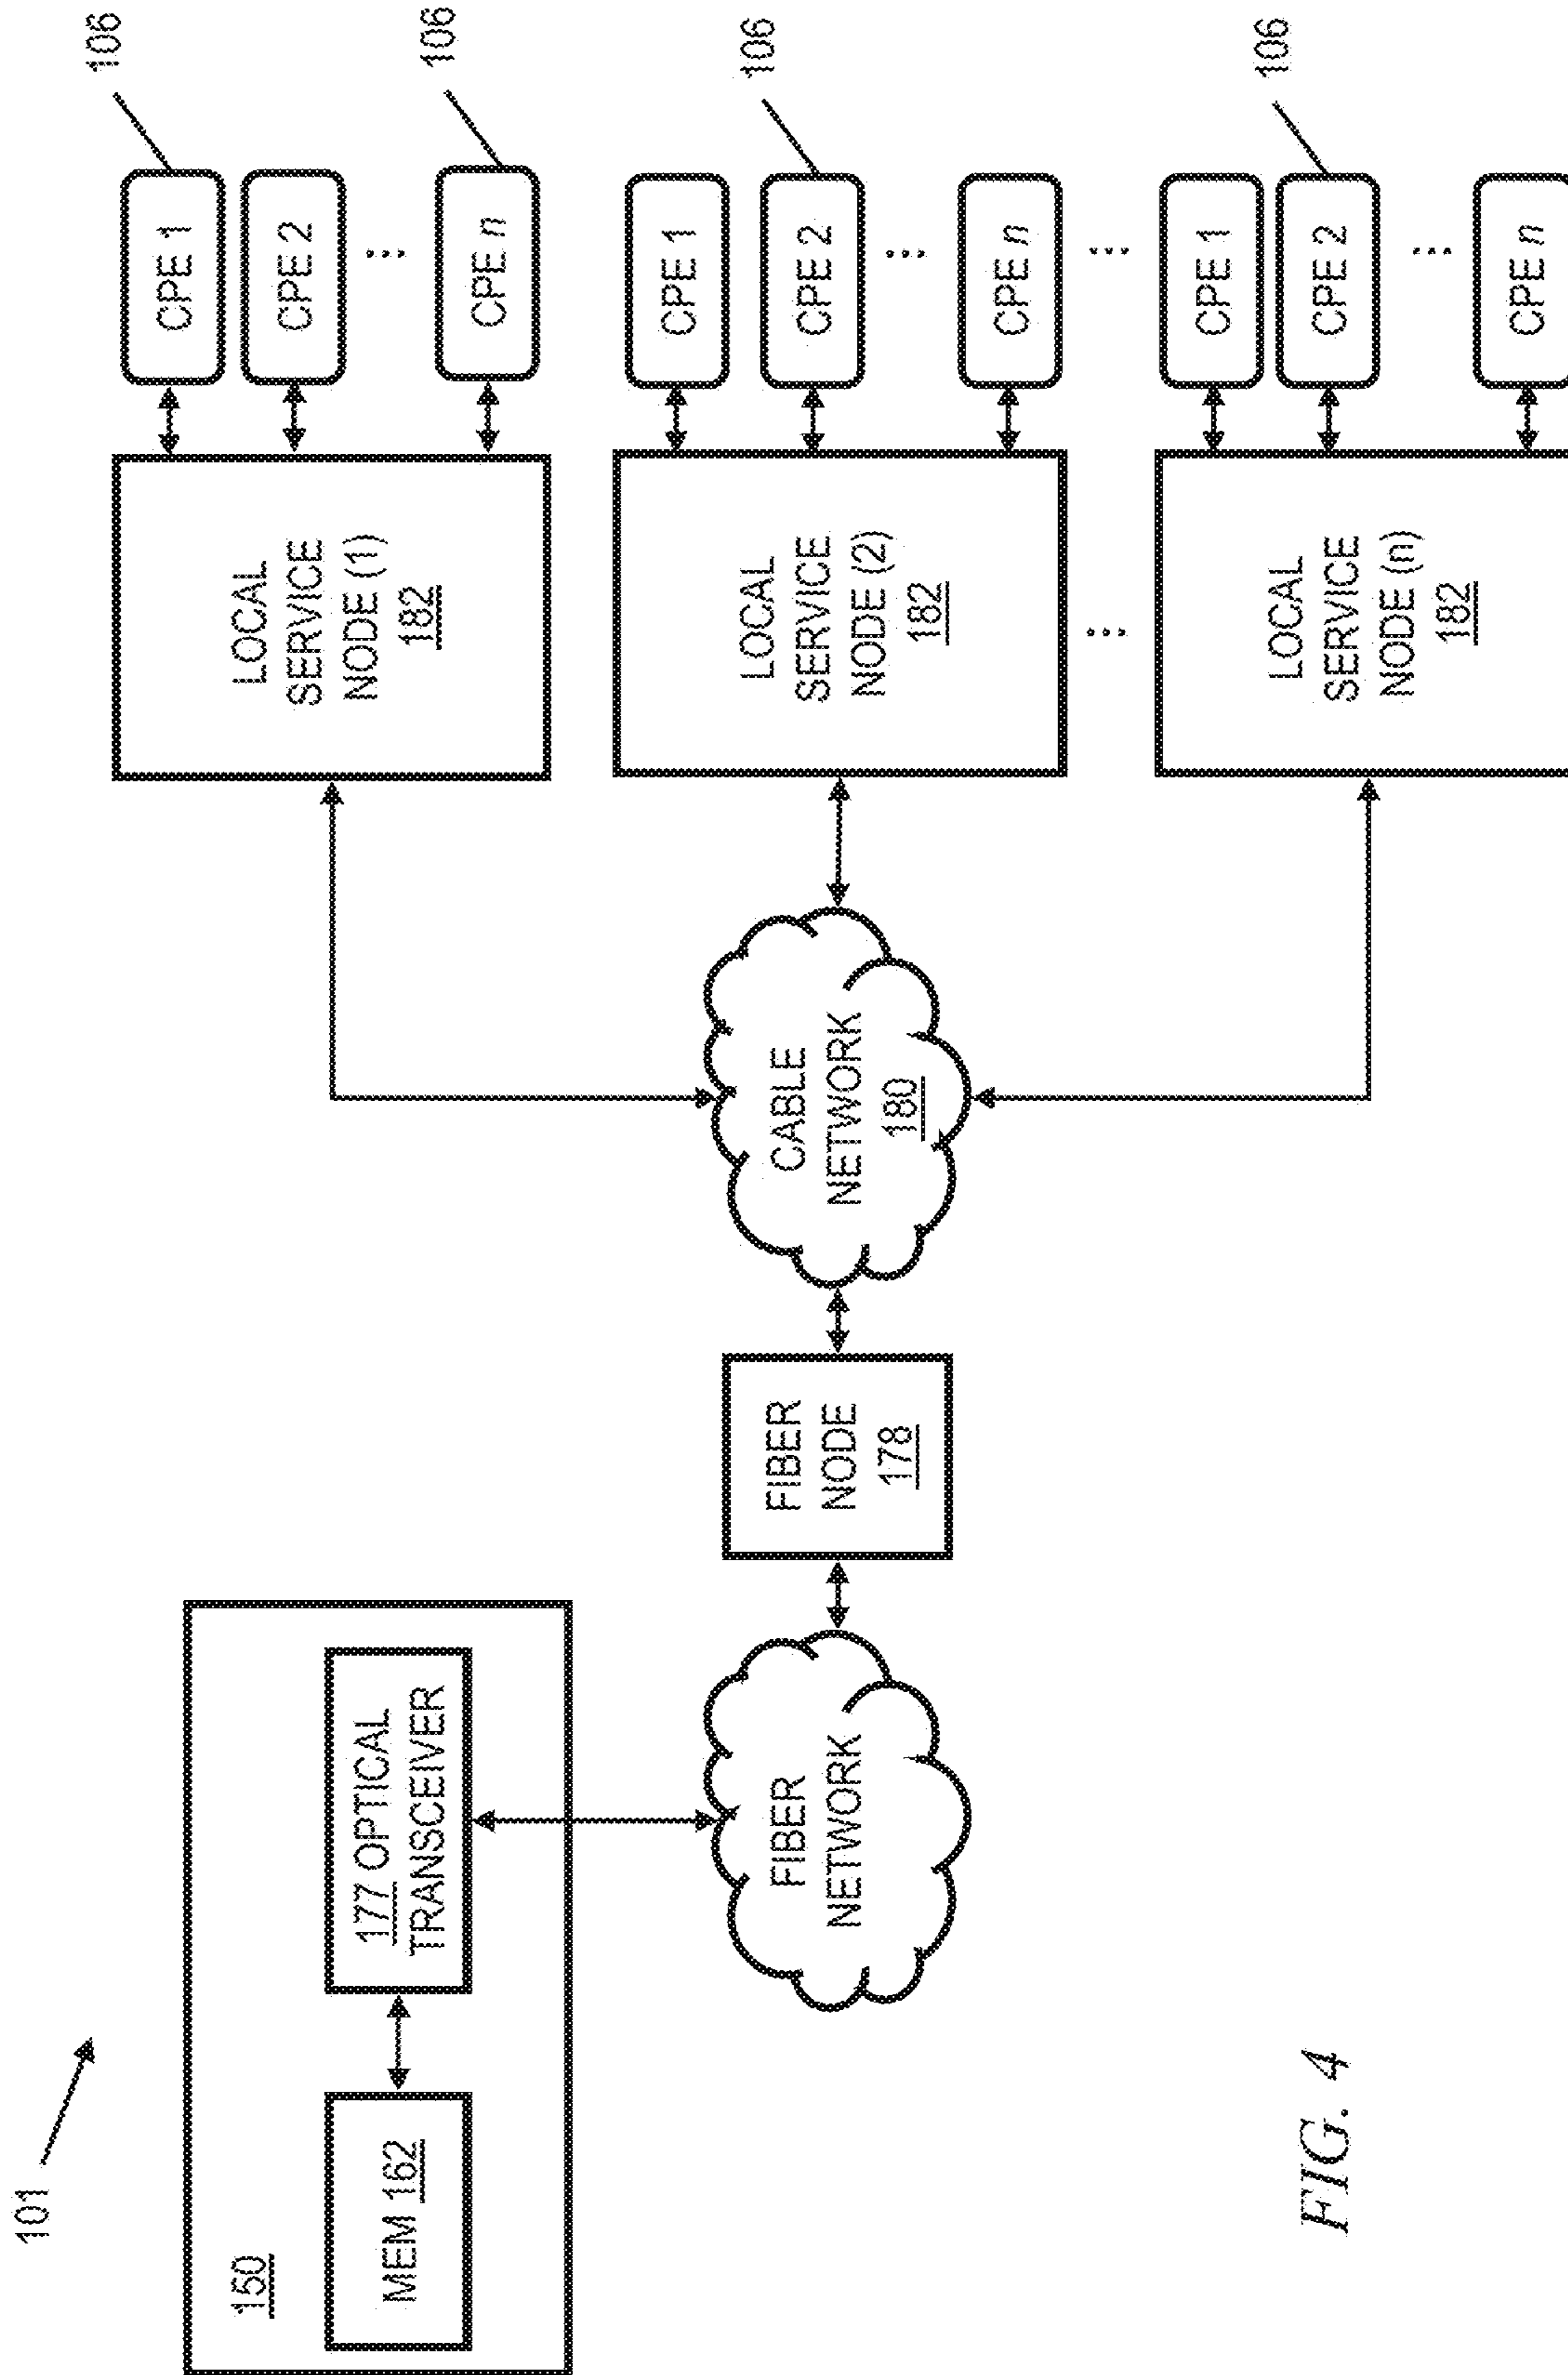 101
150
MEM 162
177 OPTICAL
TRANSCEIVER
FIBER
NETWORK
FIBER
NODE
178
CABLE
NETWORK
180
LOCAL
SERVICE
NODE (1)
182
CPE 1
106
CPE 2
...
CPE n
106
LOCAL
SERVICE
NODE (2)
182
CPE 1
CPE 2
106
...
CPE n
...
...
LOCAL
SERVICE
NODE (n)
182
CPE 1
CPE 2
106
...
CPE n
FIG. 4